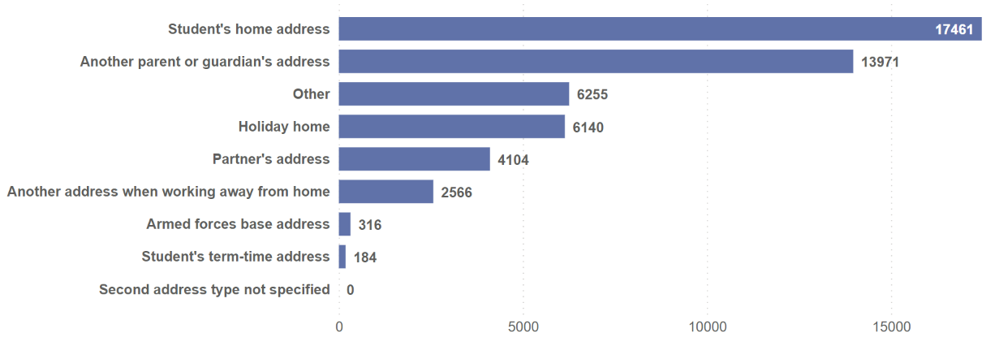 Student's home address 17461
Another parent or guardian's address 13971
Other 6255
Holiday home 6140
Partner's address 4104
Another address when working away from home 2566
Armed forces base address 316
Student's term-time address 184
Second address type not specified 0
0 5000 10000 15000